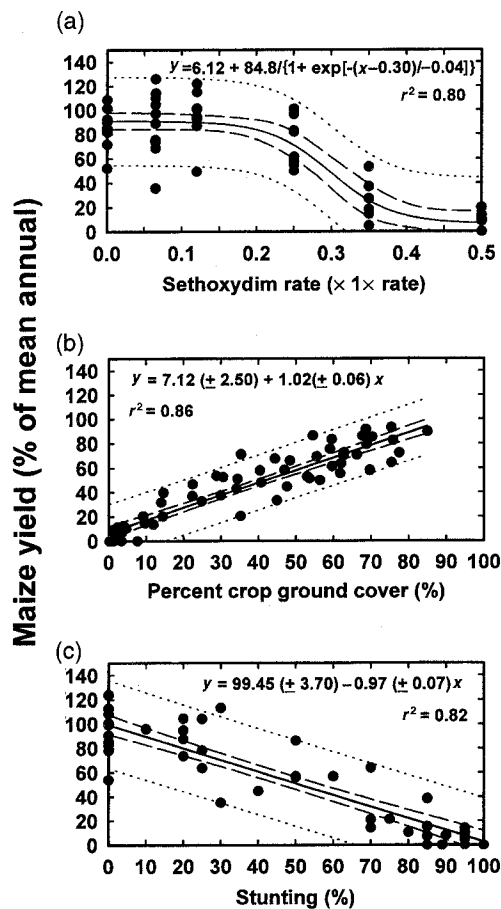 Maize yield (% of mean annual)
(a)
y = 6.12 + 84.8/{1+ exp[-(x–0.30)/–0.04]}
r² = 0.80
140
120
100
80
60
40
20
0
0.0 0.1 0.2 0.3 0.4 0.5
Sethoxydim rate (× 1× rate)
(b)
y = 7.12 (± 2.50) + 1.02(± 0.06) x
r² = 0.86
140
120
100
80
60
40
20
0
0 10 20 30 40 50 60 70 80 90 100
Percent crop ground cover (%)
(c)
y = 99.45 (± 3.70) –0.97 (± 0.07) x
r² = 0.82
140
120
100
80
60
40
20
0
0 10 20 30 40 50 60 70 80 90 100
Stunting (%)